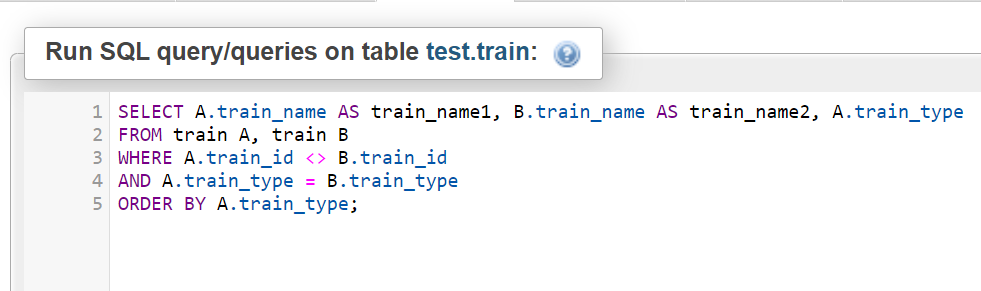 Run SQL query/queries on table test.train:
1 SELECT A.train_name AS train_name1, B.train_name AS train_name2, A.train_type
2 FROM train A, train B
3 WHERE A.train_id <> B.train_id
4 AND A.train_type = B.train_type
5 ORDER BY A.train_type;